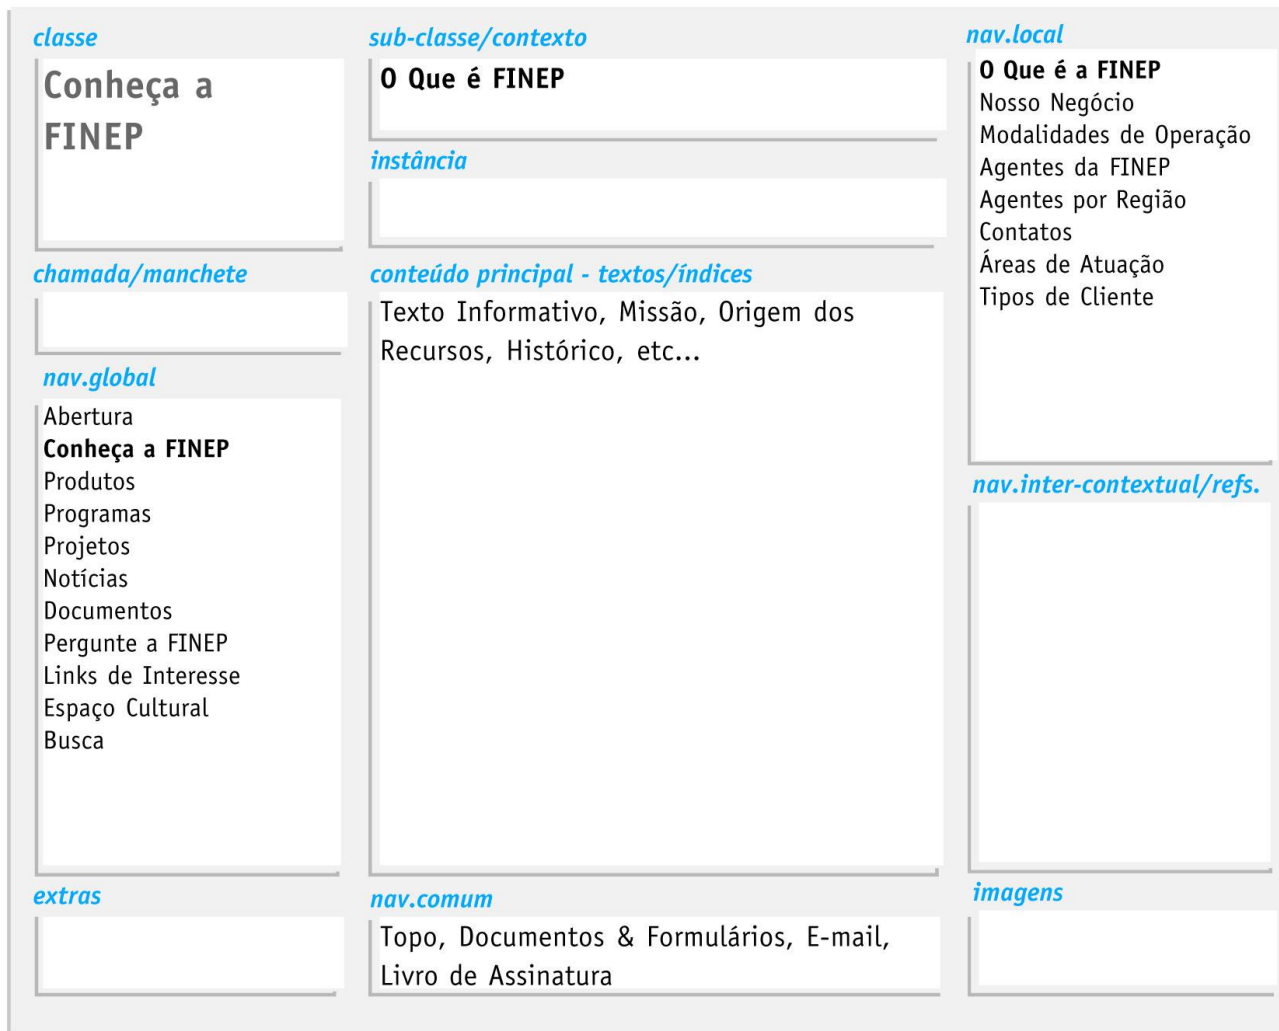 classe
Conheça a
FINEP
chamada/manchete
nav.global
Abertura
Conheça a FINEP
Produtos
Programas
Projetos
Notícias
Documentos
Pergunte a FINEP
Links de Interesse
Espaço Cultural
Busca
extras
sub-classe/contexto
O Que é FINEP
instância
conteúdo principal - textos/índices
Texto Informativo, Missão, Origem dos
Recursos, Histórico, etc...
nav.comum
Topo, Documentos & Formulários, E-mail,
Livro de Assinatura
nav.local
O Que é a FINEP
Nosso Negócio
Modalidades de Operação
Agentes da FINEP
Agentes por Região
Contatos
Áreas de Atuação
Tipos de Cliente
nav.inter-contextual/refs.
imagens